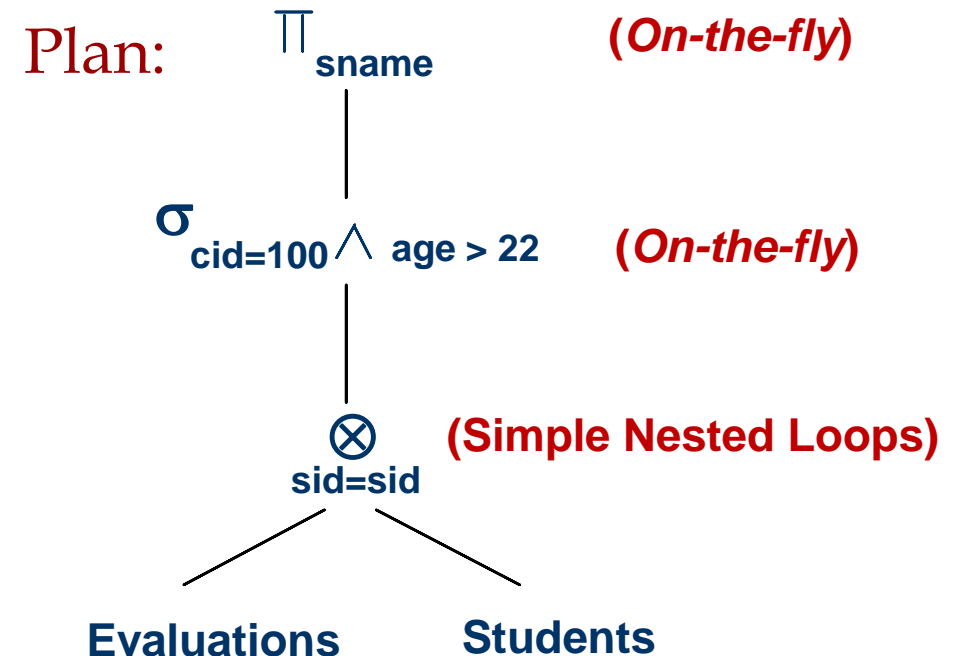 Plan: ∏ sname (On-the-fly)
σ cid=100 ∧ age > 22 (On-the-fly)
⊗ (Simple Nested Loops)
sid=sid
Evaluations Students